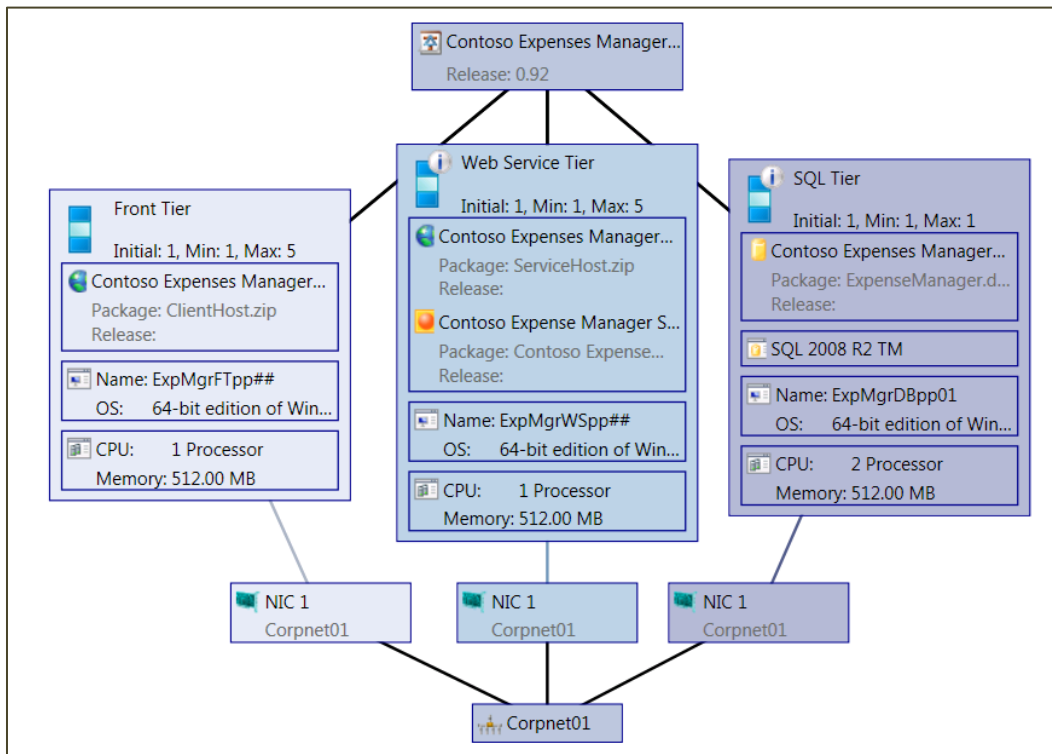 Contoso Expenses Manager...
Release: 0.92
Front Tier
Initial: 1, Min: 1, Max: 5
Contoso Expenses Manager...
Package: ClientHost.zip
Release:
Name: ExpMgrFTpp##
OS: 64-bit edition of Win...
CPU: 1 Processor
Memory: 512.00 MB
Web Service Tier
Initial: 1, Min: 1, Max: 5
Contoso Expenses Manager...
Package: ServiceHost.zip
Release:
Contoso Expense Manager S...
Package: Contoso Expense...
Release:
Name: ExpMgrWSpp##
OS: 64-bit edition of Win...
CPU: 1 Processor
Memory: 512.00 MB
SQL Tier
Initial: 1, Min: 1, Max: 1
Contoso Expenses Manager...
Package: ExpenseManager.d...
Release:
SQL 2008 R2 TM
Name: ExpMgrDBpp01
OS: 64-bit edition of Win...
CPU: 2 Processor
Memory: 512.00 MB
NIC 1
Corpnet01
NIC 1
Corpnet01
NIC 1
Corpnet01
Corpnet01